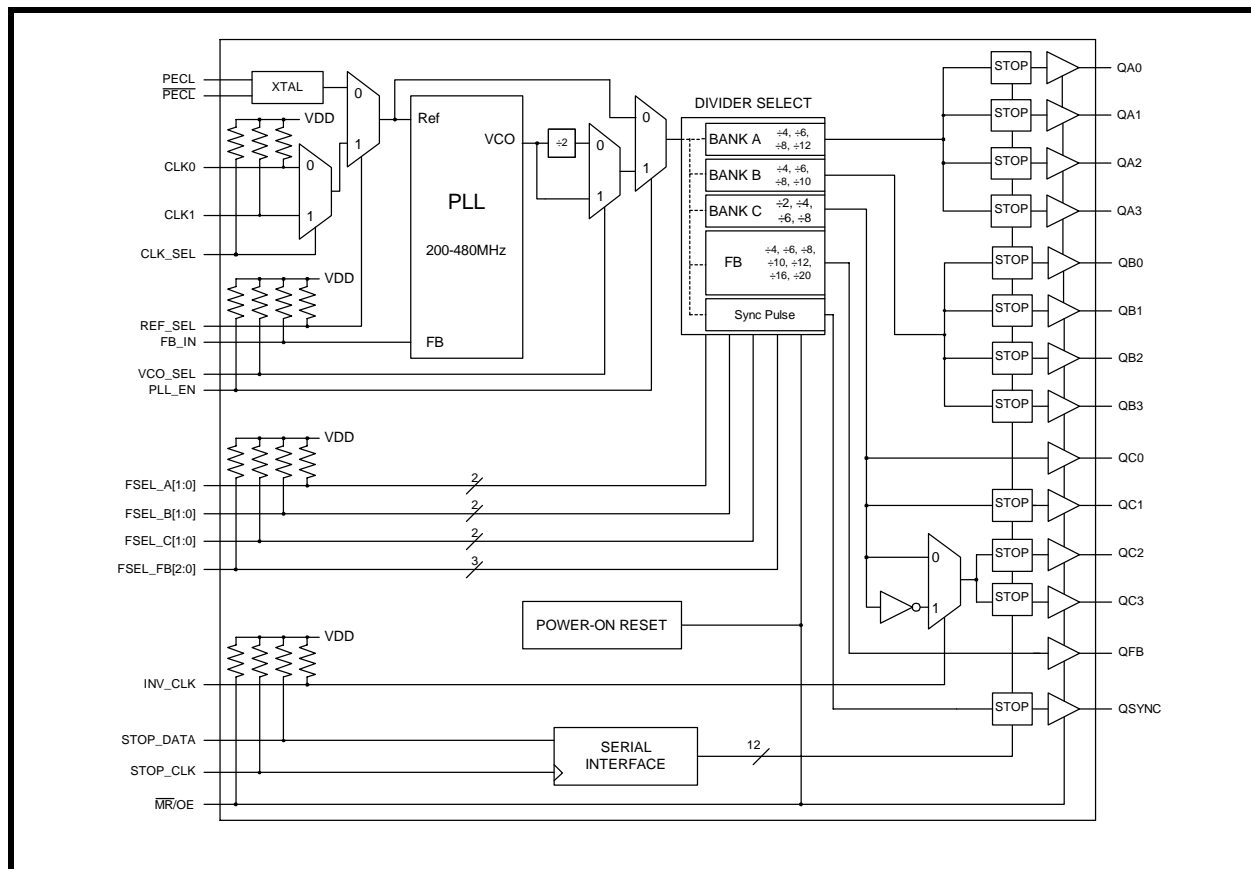 PECL
PECL
XTAL
0
1
VDD
CLK0
CLK1
CLK_SEL
0
1
REF_SEL
FB_IN
VCO_SEL
PLL_EN
VDD
Ref
VCO
PLL
200-480MHz
FB
÷2
0
1
0
1
DIVIDER SELECT
BANK A ÷4, ÷6,
÷8, ÷12
BANK B ÷4, ÷6,
÷8, ÷10
BANK C ÷2, ÷4,
÷6, ÷8
FB ÷4, ÷6, ÷8,
÷10, ÷12,
÷16, ÷20
Sync Pulse
STOP QA0
STOP QA1
STOP QA2
STOP QA3
STOP QB0
STOP QB1
STOP QB2
STOP QB3
QC0
STOP QC1
STOP QC2
STOP QC3
0
1
QFB
STOP QSYNC
VDD
FSEL_A[1:0] 2
FSEL_B[1:0] 2
FSEL_C[1:0] 2
FSEL_FB[2:0] 3
POWER-ON RESET
VDD
INV_CLK
STOP_DATA
STOP_CLK
MR/OE
SERIAL
INTERFACE
12